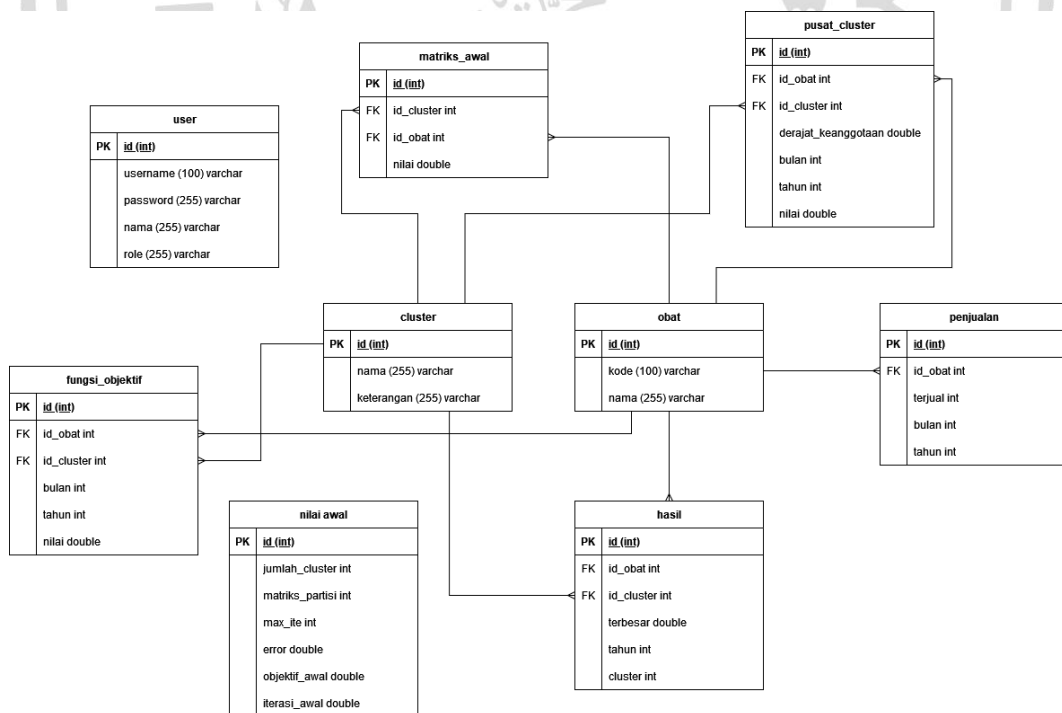 pusat_cluster
PK id (int)
FK id_obat int
FK id_cluster int
derajat_keanggotaan double
bulan int
tahun int
nilai double
matriks_awal
PK id (int)
FK id_cluster int
FK id_obat int
nilai double
user
PK id (int)
username (100) varchar
password (255) varchar
nama (255) varchar
role (255) varchar
cluster
PK id (int)
nama (255) varchar
keterangan (255) varchar
obat
PK id (int)
kode (100) varchar
nama (255) varchar
penjualan
PK id (int)
FK id_obat int
terjual int
bulan int
tahun int
fungsi_objektif
PK id (int)
FK id_obat int
FK id_cluster int
bulan int
tahun int
nilai double
nilai awal
PK id (int)
jumlah_cluster int
matriks_partisi int
max_ite int
error double
objektif_awal double
iterasi_awal double
hasil
PK id (int)
FK id_obat int
FK id_cluster int
terbesar double
tahun int
cluster int